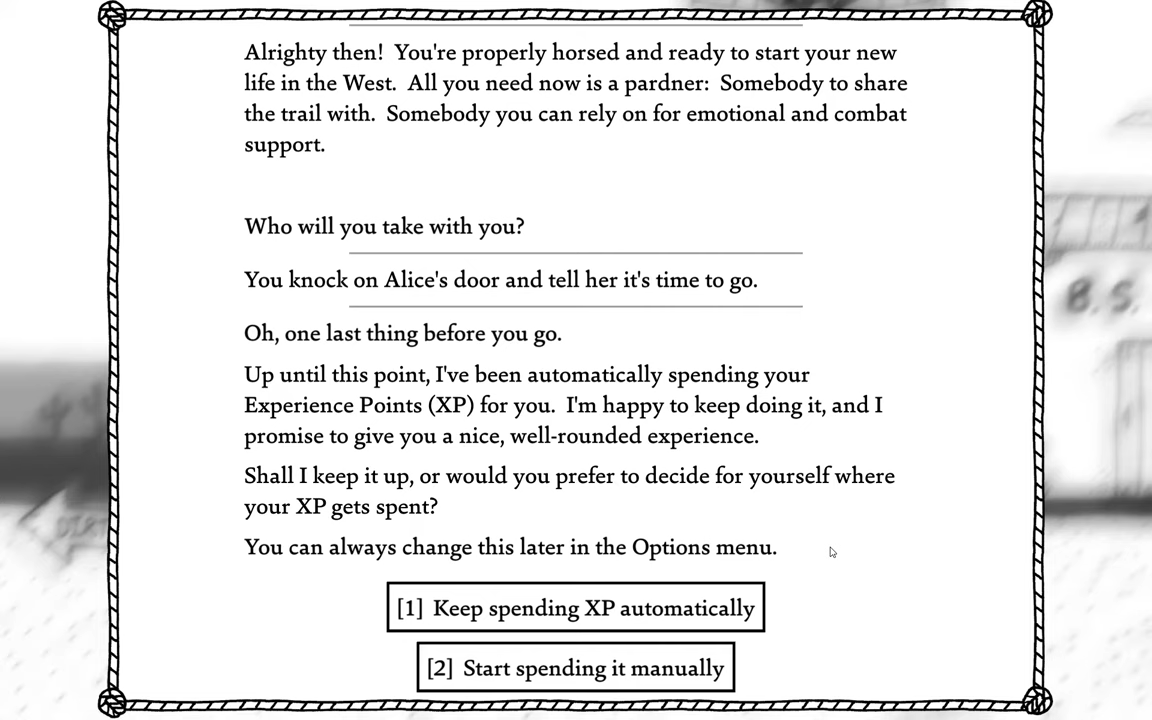 Alrighty then!  You're properly horsed and ready to start your new
life in the West.  All you need now is a pardner:  Somebody to share
the trail with.  Somebody you can rely on for emotional and combat
support.
Who will you take with you?
You knock on Alice's door and tell her it's time to go.
Oh, one last thing before you go.
Up until this point, I've been automatically spending your
Experience Points (XP) for you.  I'm happy to keep doing it, and I
promise to give you a nice, well-rounded experience.
Shall I keep it up, or would you prefer to decide for yourself where
your XP gets spent?
You can always change this later in the Options menu.
[1]  Keep spending XP automatically
[2]  Start spending it manually
B.S.
DIRT